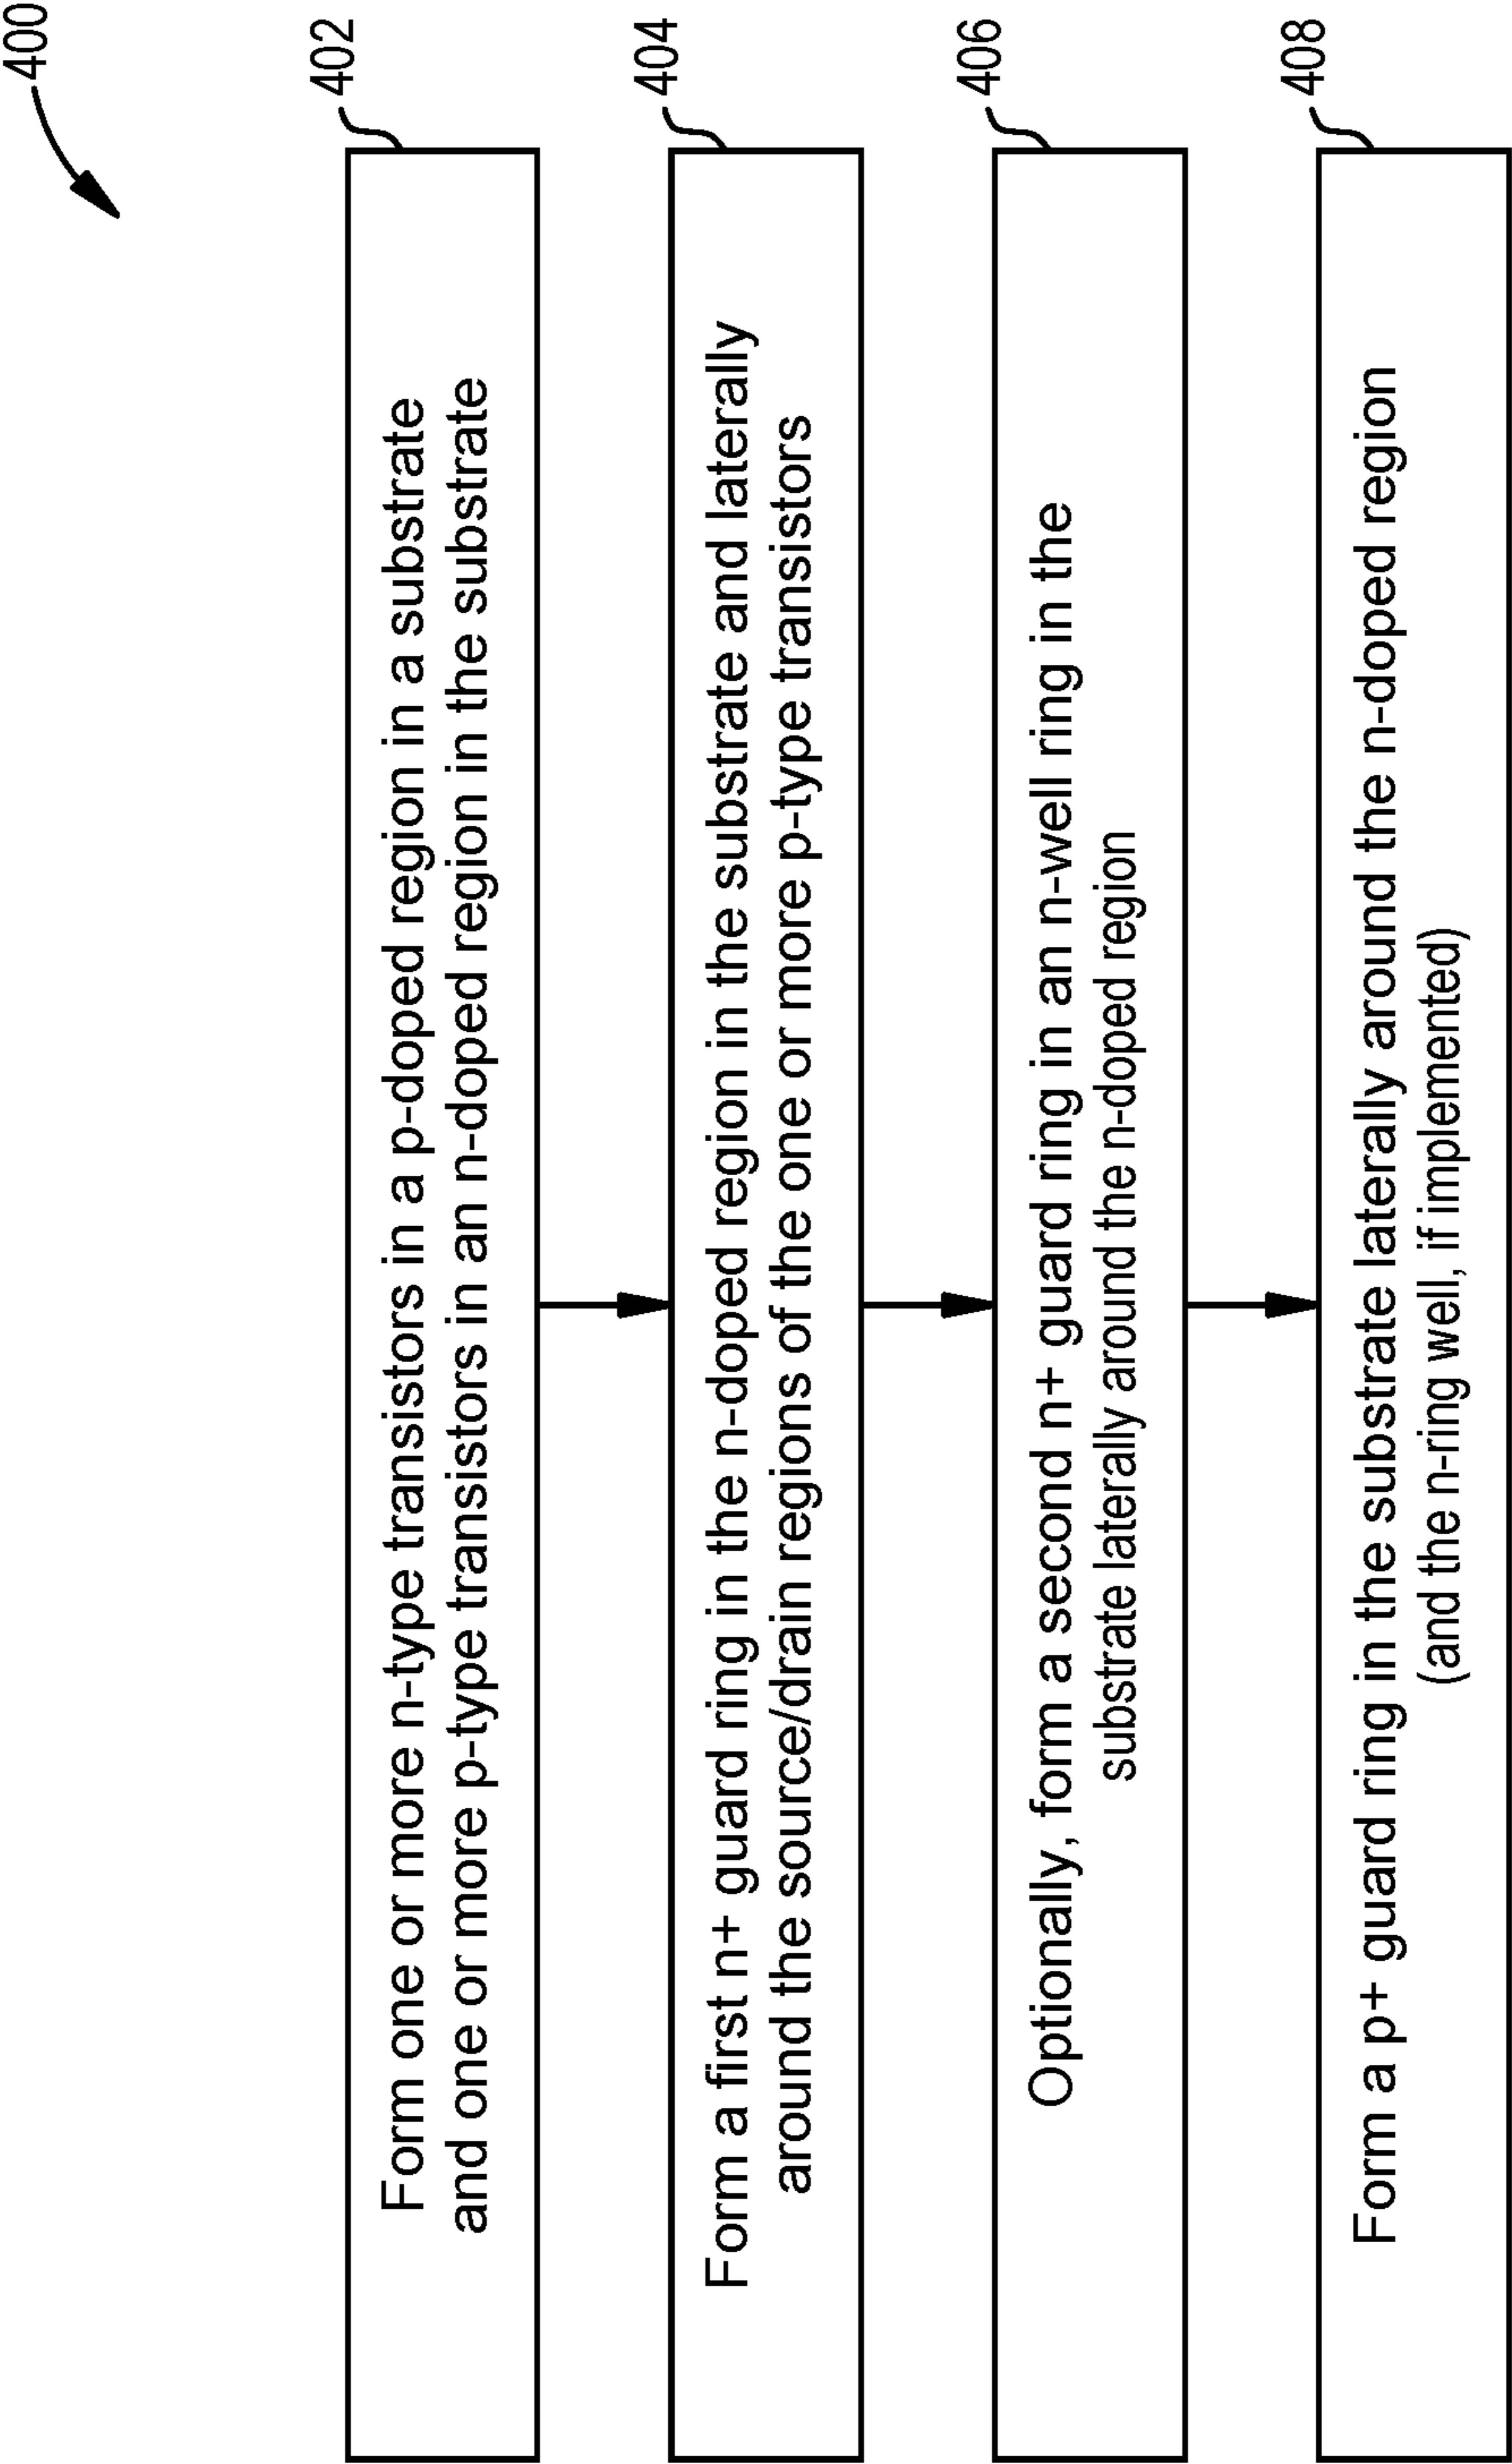 400
402
Form one or more n-type transistors in a p-doped region in a substrate
and one or more p-type transistors in an n-doped region in the substrate
404
Form a first n+ guard ring in the n-doped region in the substrate and laterally
around the source/drain regions of the one or more p-type transistors
406
Optionally, form a second n+ guard ring in an n-well ring in the
substrate laterally around the n-doped region
408
Form a p+ guard ring in the substrate laterally around the n-doped region
(and the n-ring well, if implemented)